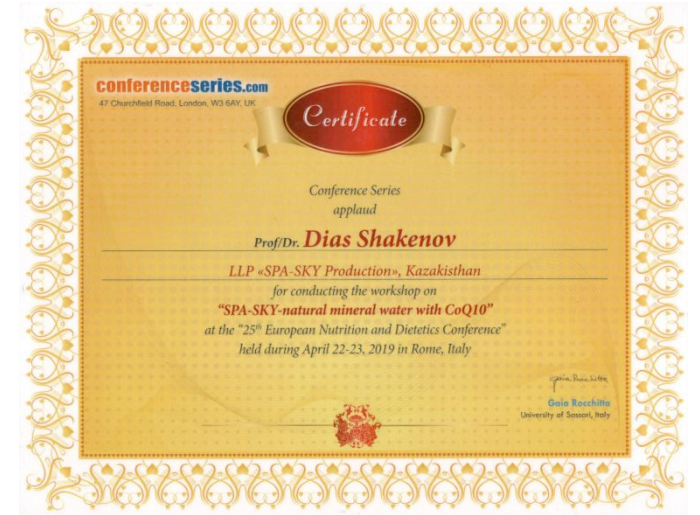 conferenceseries.com
47 Churchfield Road, London, W3 6AY, UK
Certificate
Conference Series
applaud
Prof/Dr. Dias Shakenov
LLP «SPA-SKY Production», Kazakisthan
for conducting the workshop on
"SPA-SKY-natural mineral water with CoQ10"
at the "25th European Nutrition and Dietetics Conference"
held during April 22-23, 2019 in Rome, Italy
Gaia Rocchitta
Gaia Rocchitta
University of Sassari, Italy